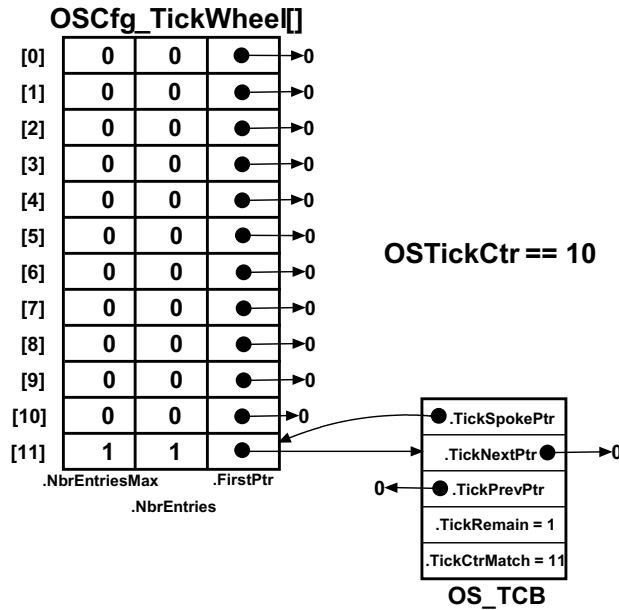 OSCfg_TickWheel[]
[0] 0 0 0
[1] 0 0 0
[2] 0 0 0
[3] 0 0 0
[4] 0 0 0
[5] 0 0 0
[6] 0 0 0
[7] 0 0 0
[8] 0 0 0
[9] 0 0 0
[10] 0 0 0
[11] 1 1
.NbrEntriesMax .FirstPtr
.NbrEntries
OSTickCtr == 10
.TickSpokePtr
.TickNextPtr 0
0 .TickPrevPtr
.TickRemain = 1
.TickCtrMatch = 11
OS_TCB